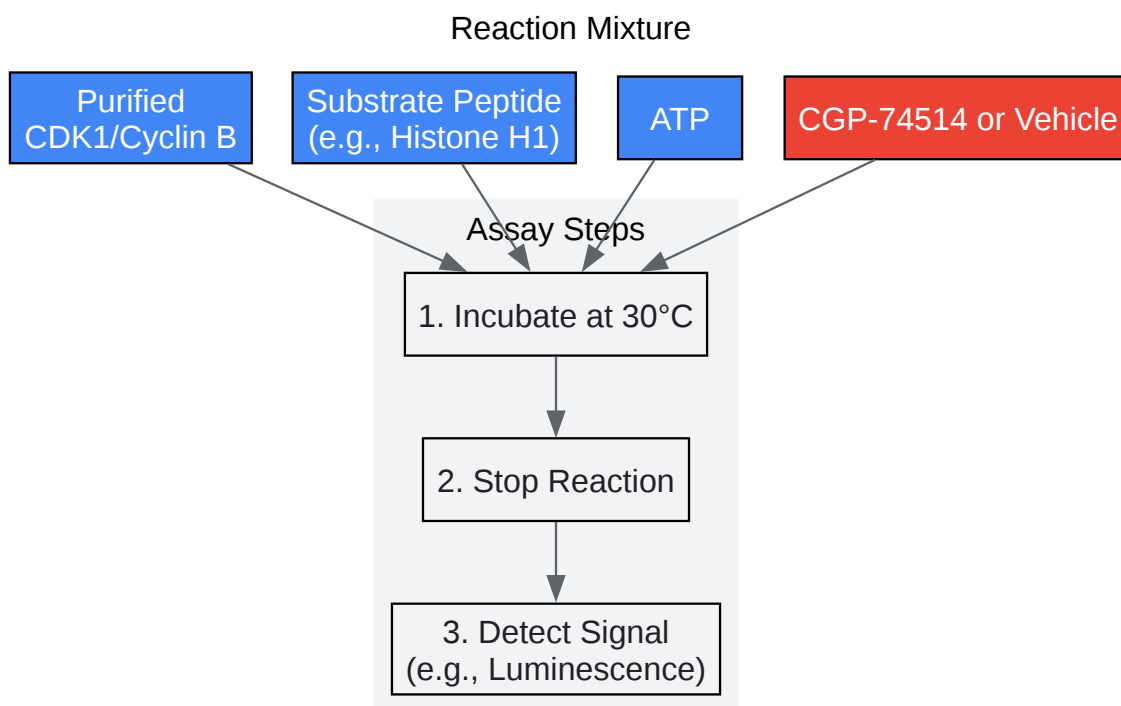 Reaction Mixture
Purified
CDK1/Cyclin B
Substrate Peptide
(e.g., Histone H1)
ATP
CGP-74514 or Vehicle
Assay Steps
1. Incubate at 30°C
2. Stop Reaction
3. Detect Signal
(e.g., Luminescence)